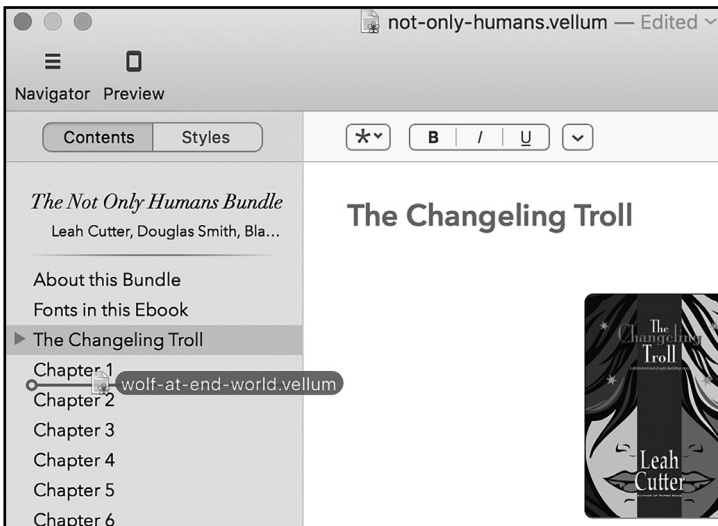 not-only-humans.vellum — Edited
Navigator Preview
Contents Styles
B I U
The Not Only Humans Bundle
Leah Cutter, Douglas Smith, Bla...
The Changeling Troll
About this Bundle
Fonts in this Ebook
The Changeling Troll
Chapter 1
wolf-at-end-world.vellum
Chapter 2
Chapter 3
Chapter 4
Chapter 5
Chapter 6
The
Changeling
Troll
Leah
Cutter